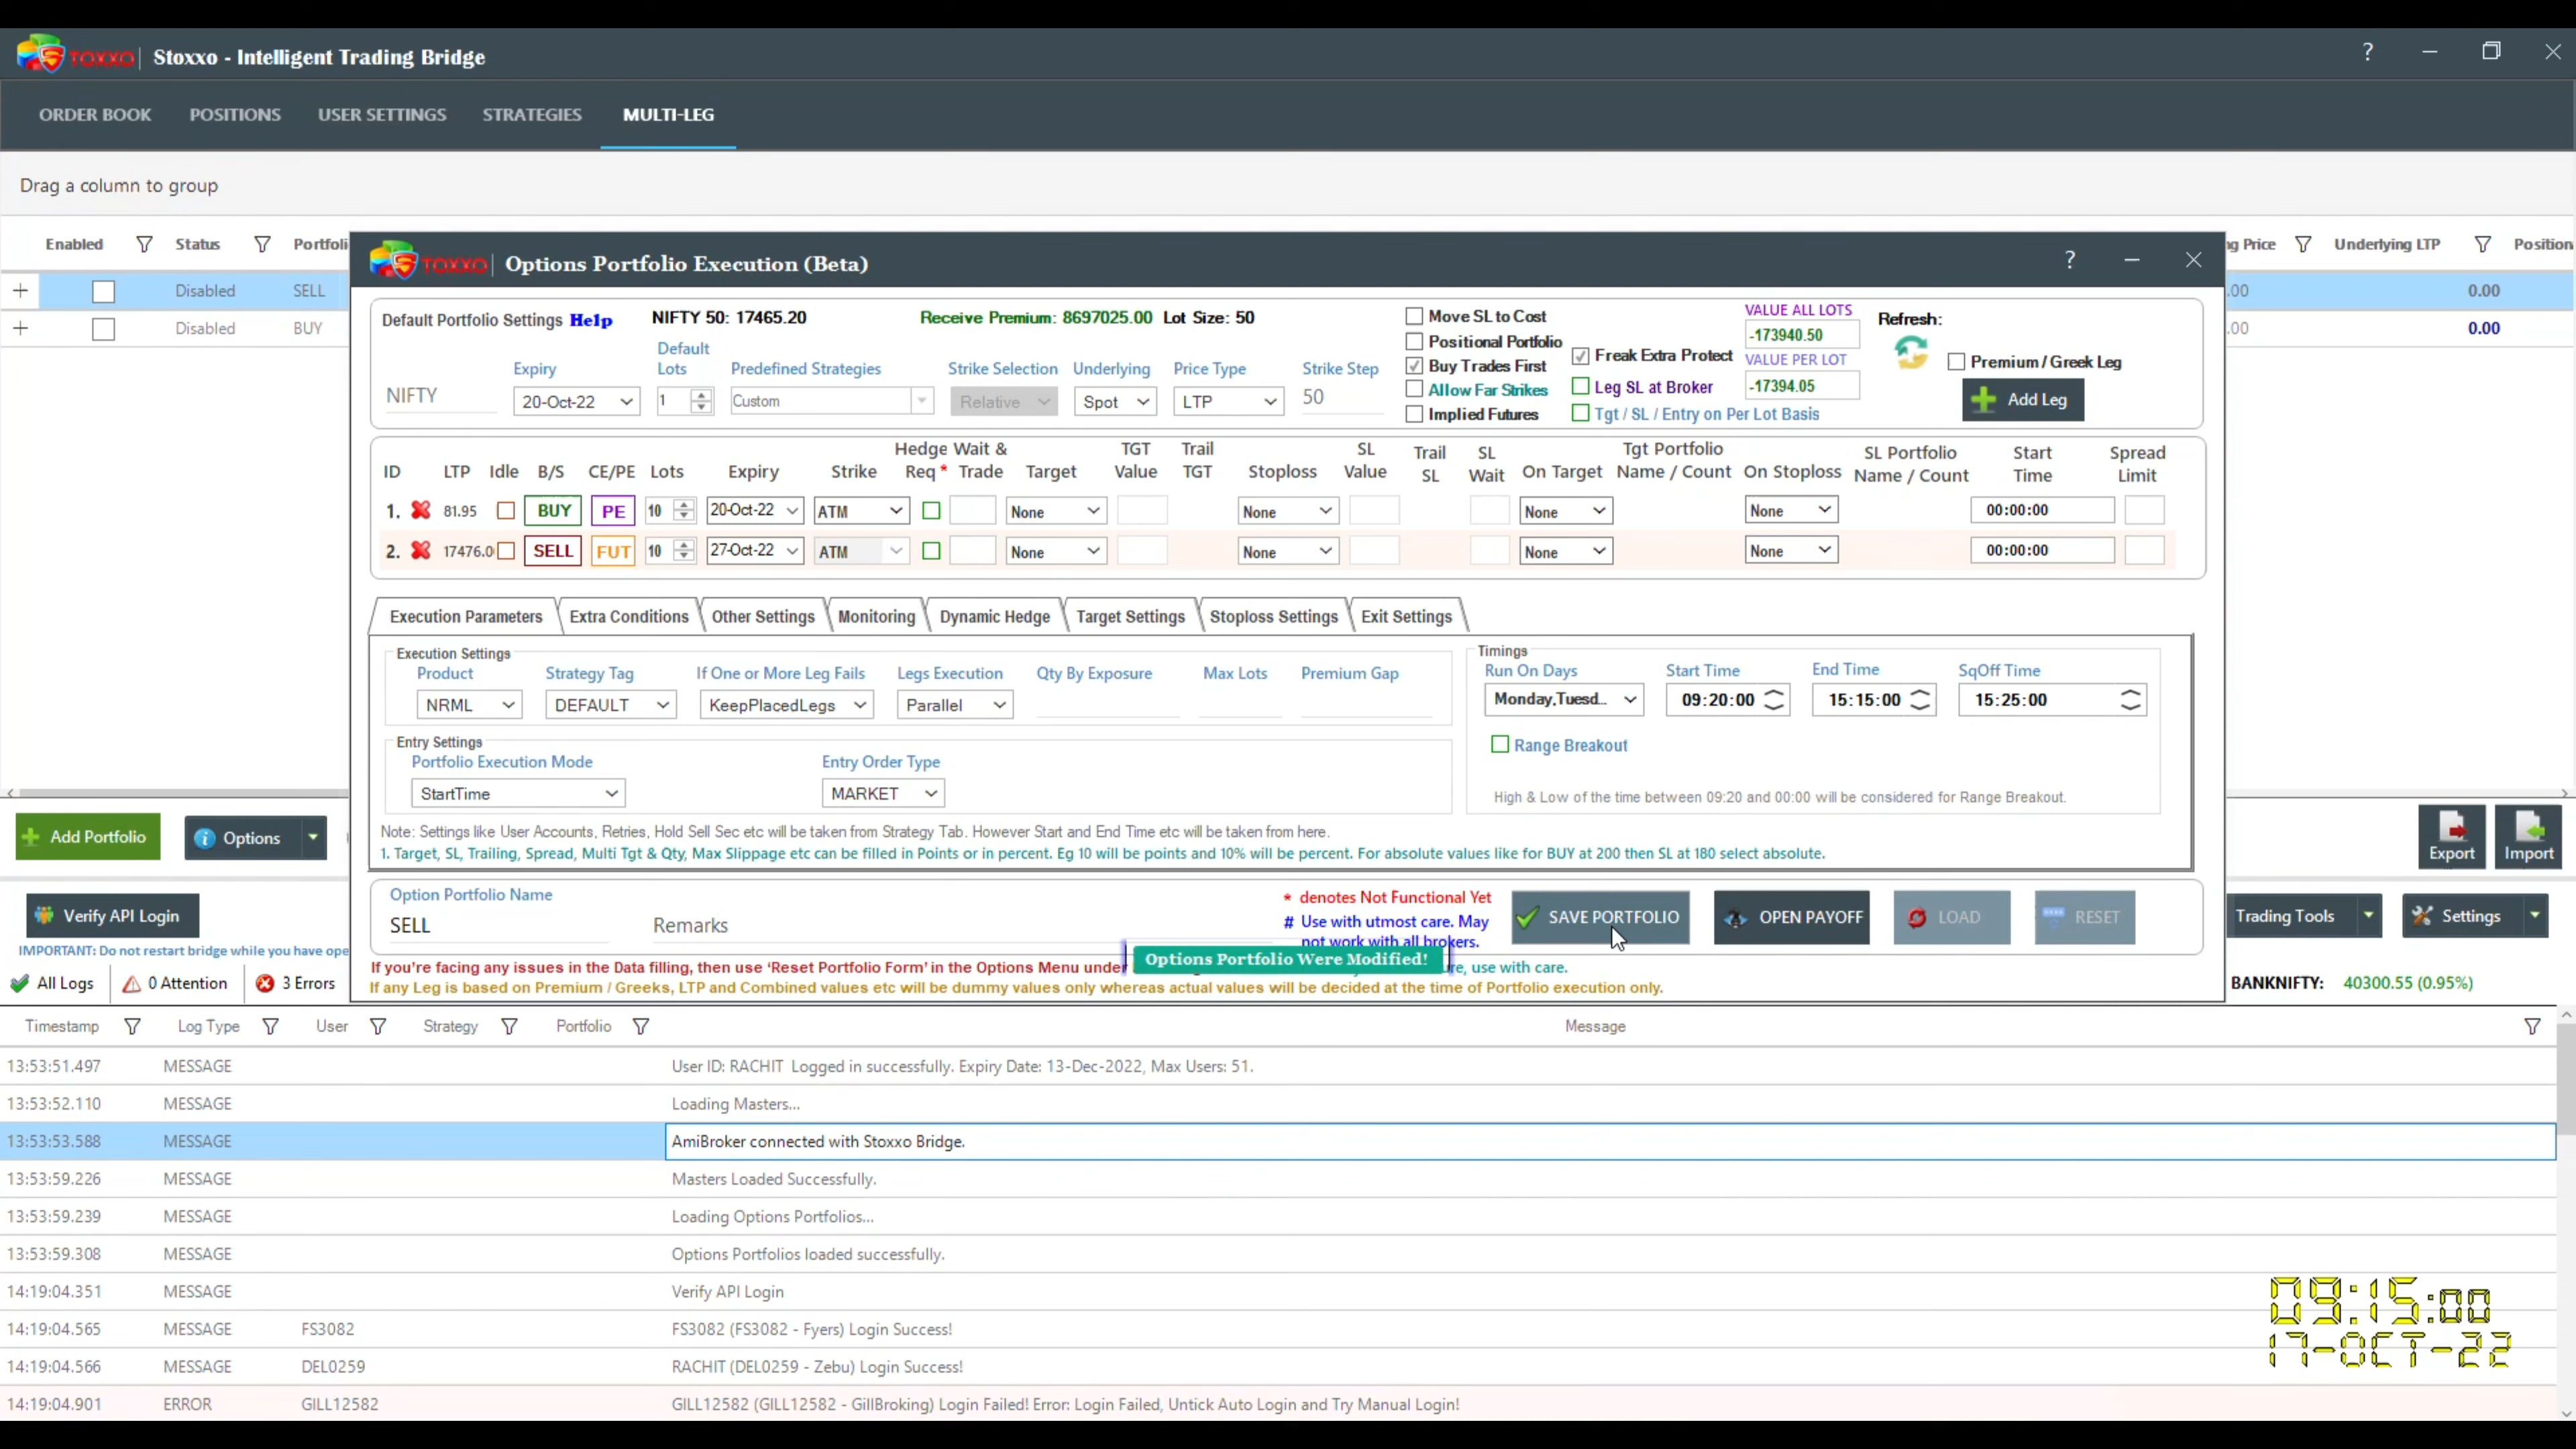 TOXXO | Stoxxo - Intelligent Trading Bridge ?
ORDER BOOK POSITIONS USER SETTINGS STRATEGIES MULTI-LEG
Drag a column to group
Enabled Status Portfoli ng Price Underlying LTP Position
Disabled SELL .00 0.00
Disabled BUY .00 0.00
TOXXO | Options Portfolio Execution (Beta) ?
Default Portfolio Settings Help NIFTY 50: 17465.20 Receive Premium: 8697025.00 Lot Size: 50
NIFTY
Expiry
20-Oct-22
Default Lots
1
Predefined Strategies
Custom
Strike Selection
Relative
Underlying
Spot
Price Type
LTP
Strike Step
50
Move SL to Cost
Positional Portfolio
Buy Trades First
Allow Far Strikes
Implied Futures
Freak Extra Protect
Leg SL at Broker
Tgt / SL / Entry on Per Lot Basis
VALUE ALL LOTS
-173940.50
VALUE PER LOT
-17394.05
Refresh:
Premium / Greek Leg
Add Leg
ID LTP Idle B/S CE/PE Lots Expiry Strike Hedge Req * Wait & Trade Target TGT Value Trail TGT Stoploss SL Value Trail SL SL Wait On Target Tgt Portfolio Name / Count On Stoploss SL Portfolio Name / Count Start Time Spread Limit
1. 81.95 BUY PE 10 20-Oct-22 ATM None None None None 00:00:00
2. 17476.0 SELL FUT 10 27-Oct-22 ATM None None None None 00:00:00
Execution Parameters Extra Conditions Other Settings Monitoring Dynamic Hedge Target Settings Stoploss Settings Exit Settings
Execution Settings
Product Strategy Tag If One or More Leg Fails Legs Execution Qty By Exposure Max Lots Premium Gap
NRML DEFAULT KeepPlacedLegs Parallel
Entry Settings
Portfolio Execution Mode Entry Order Type
StartTime MARKET
Timings
Run On Days Start Time End Time SqOff Time
Monday,Tuesd... 09:20:00 15:15:00 15:25:00
Range Breakout
High & Low of the time between 09:20 and 00:00 will be considered for Range Breakout.
Note: Settings like User Accounts, Retries, Hold Sell Sec etc will be taken from Strategy Tab. However Start and End Time etc will be taken from here.
1. Target, SL, Trailing, Spread, Multi Tgt & Qty, Max Slippage etc can be filled in Points or in percent. Eg 10 will be points and 10% will be percent. For absolute values like for BUY at 200 then SL at 180 select absolute.
Option Portfolio Name
SELL Remarks
* denotes Not Functional Yet
# Use with utmost care. May
not work with all brokers.
SAVE PORTFOLIO OPEN PAYOFF LOAD RESET
Options Portfolio Were Modified!
If you're facing any issues in the Data filling, then use 'Reset Portfolio Form' in the Options Menu under re, use with care.
If any Leg is based on Premium / Greeks, LTP and Combined values etc will be dummy values only whereas actual values will be decided at the time of Portfolio execution only.
Add Portfolio Options Export Import
Verify API Login Trading Tools Settings
IMPORTANT: Do not restart bridge while you have ope
All Logs 0 Attention 3 Errors BANKNIFTY: 40300.55 (0.95%)
Timestamp Log Type User Strategy Portfolio Message
13:53:51.497 MESSAGE User ID: RACHIT Logged in successfully. Expiry Date: 13-Dec-2022, Max Users: 51.
13:53:52.110 MESSAGE Loading Masters...
13:53:53.588 MESSAGE AmiBroker connected with Stoxxo Bridge.
13:53:59.226 MESSAGE Masters Loaded Successfully.
13:53:59.239 MESSAGE Loading Options Portfolios...
13:53:59.308 MESSAGE Options Portfolios loaded successfully.
14:19:04.351 MESSAGE Verify API Login
14:19:04.565 MESSAGE FS3082 FS3082 (FS3082 - Fyers) Login Success!
14:19:04.566 MESSAGE DEL0259 RACHIT (DEL0259 - Zebu) Login Success!
14:19:04.901 ERROR GILL12582 GILL12582 (GILL12582 - GillBroking) Login Failed! Error: Login Failed, Untick Auto Login and Try Manual Login!
09:15:00
17-OCT-22